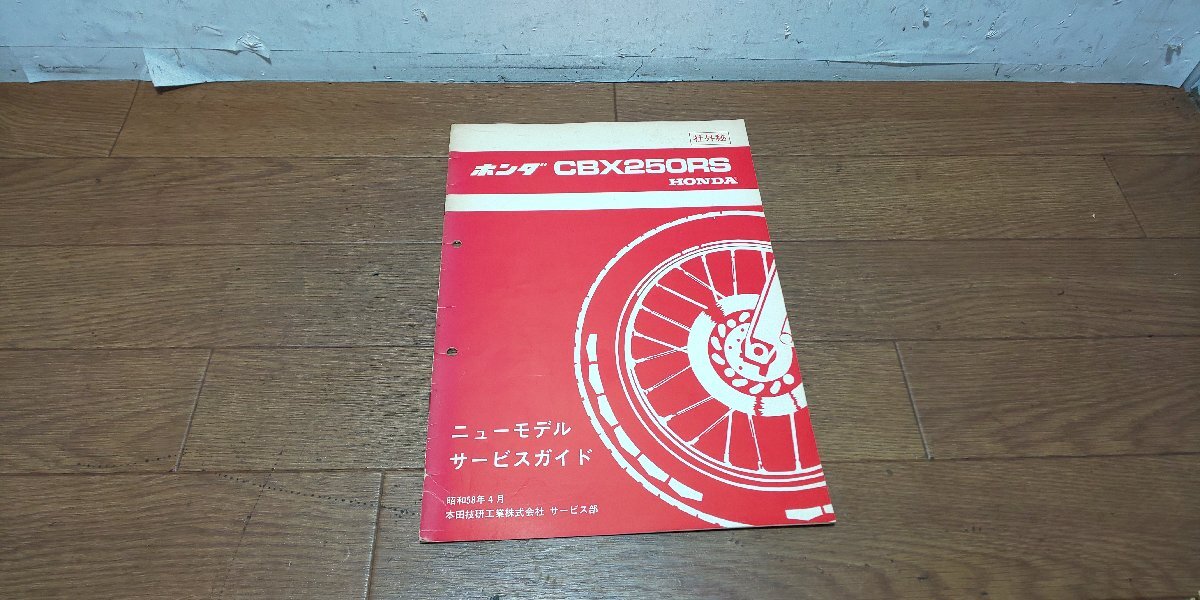 社外秘
ホンダ CBX250RS
HONDA
ニューモデル
サービスガイド
昭和58年4月
本田技研工業株式会社 サービス部